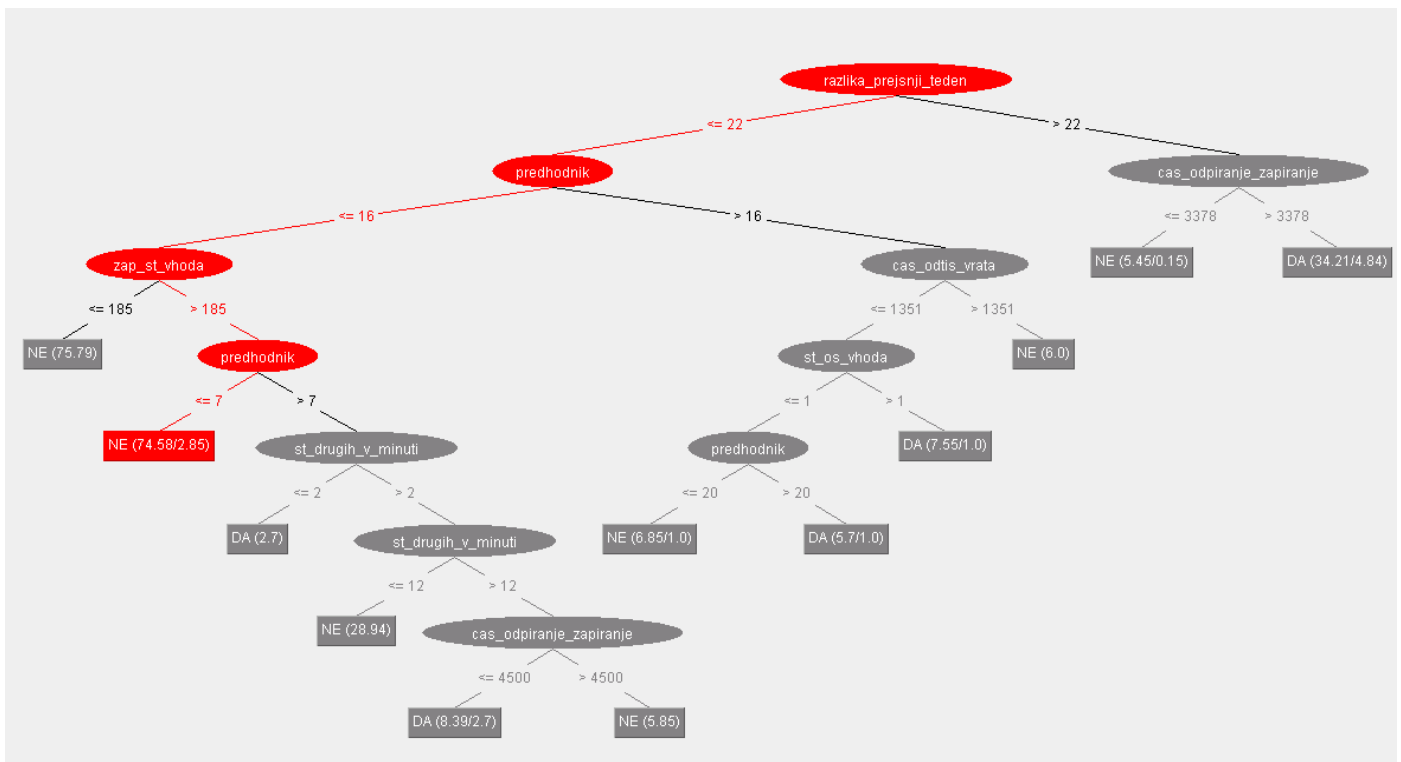 razlika_prejsnji_teden
<= 22
> 22
predhodnik
cas_odpiranje_zapiranje
<= 16
> 16
<= 3378
> 3378
zap_st_vhoda
cas_odtis_vrata
NE (5.45/0.15)
DA (34.21/4.84)
<= 185
> 185
<= 1351
> 1351
NE (75.79)
predhodnik
st_os_vhoda
NE (6.0)
<= 7
> 7
<= 1
> 1
NE (74.58/2.85)
st_drugih_v_minuti
predhodnik
DA (7.55/1.0)
<= 2
> 2
<= 20
> 20
DA (2.7)
st_drugih_v_minuti
NE (6.85/1.0)
DA (5.7/1.0)
<= 12
> 12
NE (28.94)
cas_odpiranje_zapiranje
<= 4500
> 4500
DA (8.39/2.7)
NE (5.85)